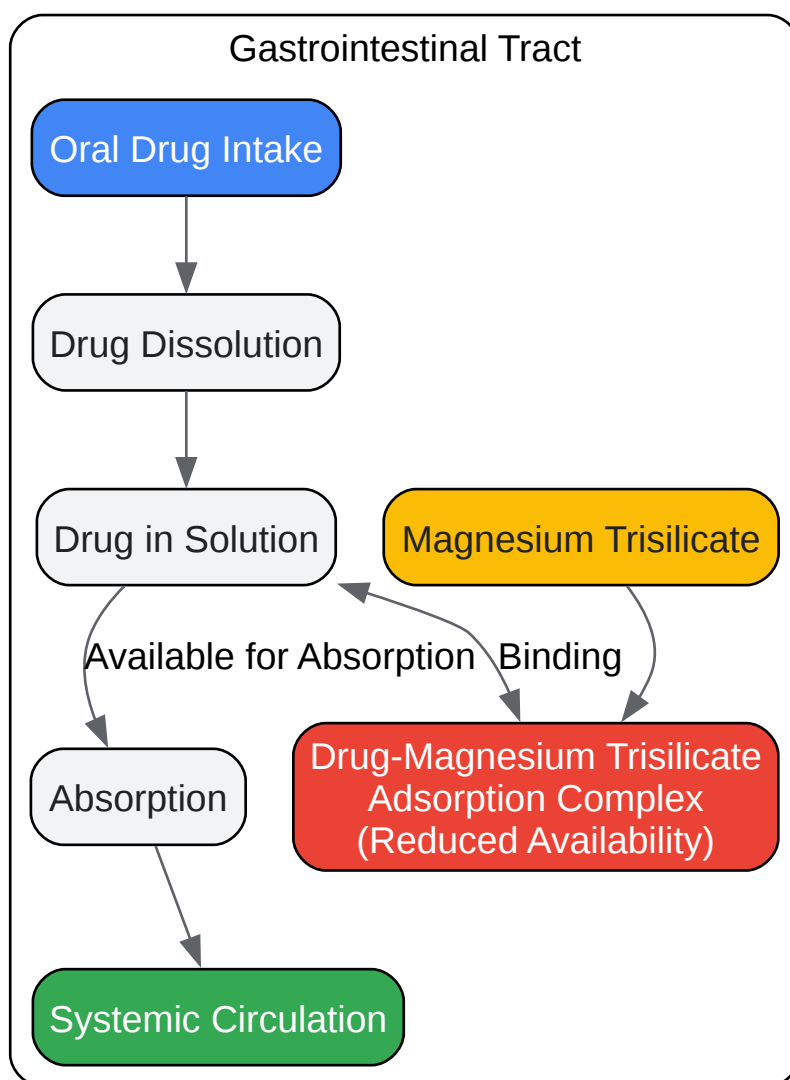 Gastrointestinal Tract
Oral Drug Intake
Drug Dissolution
Drug in Solution
Magnesium Trisilicate
Available for Absorption
Binding
Absorption
Drug-Magnesium Trisilicate
Adsorption Complex
(Reduced Availability)
Systemic Circulation